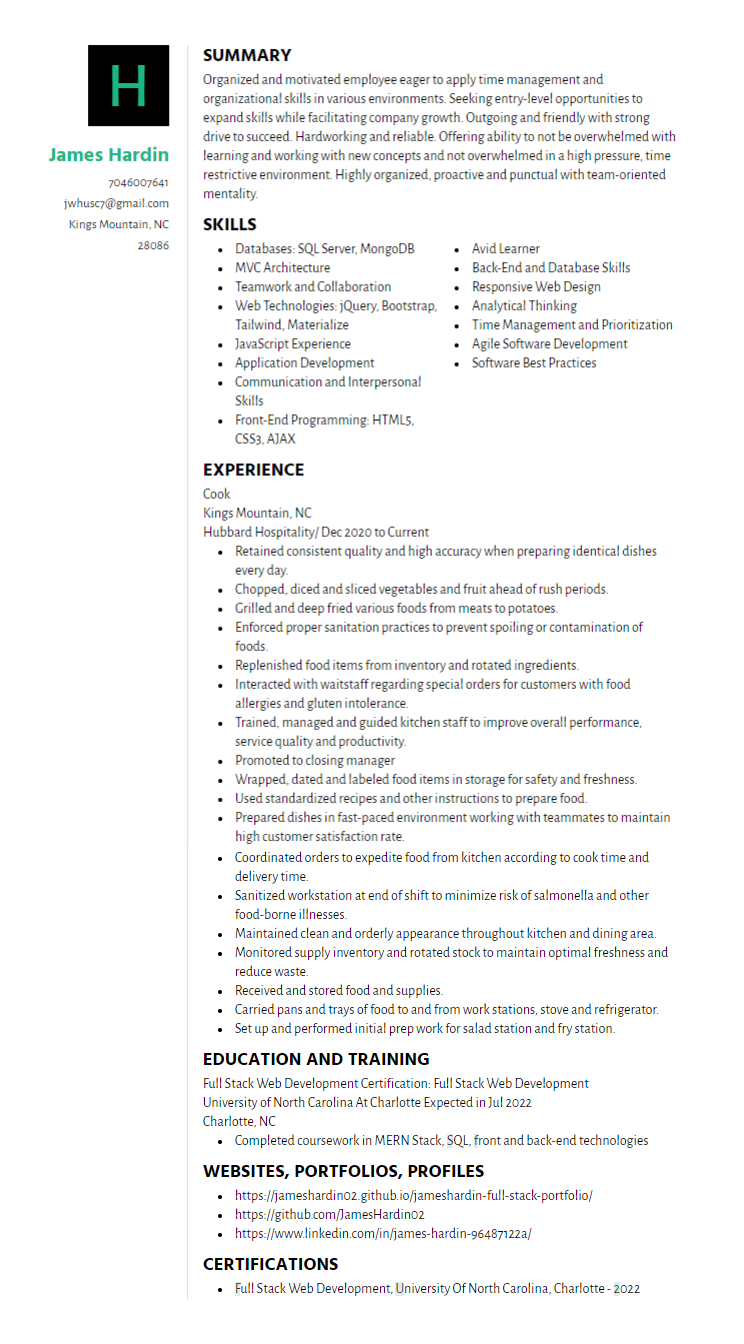 H
James Hardin
7046007641
jwhusc7@gmail.com
Kings Mountain, NC
28086
SUMMARY
Organized and motivated employee eager to apply time management and
organizational skills in various environments. Seeking entry-level opportunities to
expand skills while facilitating company growth. Outgoing and friendly with strong
drive to succeed. Hardworking and reliable. Offering ability to not be overwhelmed with
learning and working with new concepts and not overwhelmed in a high pressure, time
restrictive environment. Highly organized, proactive and punctual with team-oriented
mentality.
SKILLS
• Databases: SQL Server, MongoDB
• MVC Architecture
• Teamwork and Collaboration
• Web Technologies: jQuery, Bootstrap,
Tailwind, Materialize
• JavaScript Experience
• Application Development
• Communication and Interpersonal
Skills
• Front-End Programming: HTML5,
CSS3, AJAX
• Avid Learner
• Back-End and Database Skills
• Responsive Web Design
• Analytical Thinking
• Time Management and Prioritization
• Agile Software Development
• Software Best Practices
EXPERIENCE
Cook
Kings Mountain, NC
Hubbard Hospitality/ Dec 2020 to Current
• Retained consistent quality and high accuracy when preparing identical dishes
every day.
• Chopped, diced and sliced vegetables and fruit ahead of rush periods.
• Grilled and deep fried various foods from meats to potatoes.
• Enforced proper sanitation practices to prevent spoiling or contamination of
foods.
• Replenished food items from inventory and rotated ingredients.
• Interacted with waitstaff regarding special orders for customers with food
allergies and gluten intolerance.
• Trained, managed and guided kitchen staff to improve overall performance,
service quality and productivity.
• Promoted to closing manager
• Wrapped, dated and labeled food items in storage for safety and freshness.
• Used standardized recipes and other instructions to prepare food.
• Prepared dishes in fast-paced environment working with teammates to maintain
high customer satisfaction rate.
• Coordinated orders to expedite food from kitchen according to cook time and
delivery time.
• Sanitized workstation at end of shift to minimize risk of salmonella and other
food-borne illnesses.
• Maintained clean and orderly appearance throughout kitchen and dining area.
• Monitored supply inventory and rotated stock to maintain optimal freshness and
reduce waste.
• Received and stored food and supplies.
• Carried pans and trays of food to and from work stations, stove and refrigerator.
• Set up and performed initial prep work for salad station and fry station.
EDUCATION AND TRAINING
Full Stack Web Development Certification: Full Stack Web Development
University of North Carolina At Charlotte Expected in Jul 2022
Charlotte, NC
• Completed coursework in MERN Stack, SQL, front and back-end technologies
WEBSITES, PORTFOLIOS, PROFILES
• https://jameshardin02.github.io/jameshardin-full-stack-portfolio/
• https://github.com/JamesHardin02
• https://www.linkedin.com/in/james-hardin-96487122a/
CERTIFICATIONS
• Full Stack Web Development, University Of North Carolina, Charlotte - 2022